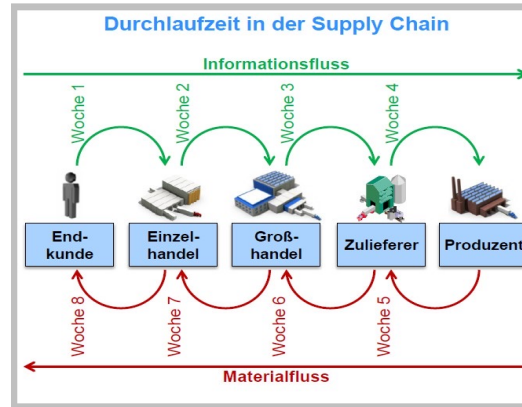 Durchlaufzeit in der Supply Chain
Informationsfluss
Woche 1
Woche 2
Woche 3
Woche 4
End-
kunde
Einzel-
handel
Groß-
handel
Zulieferer
Produzent
Woche 8
Woche 7
Woche 6
Woche 5
Materialfluss